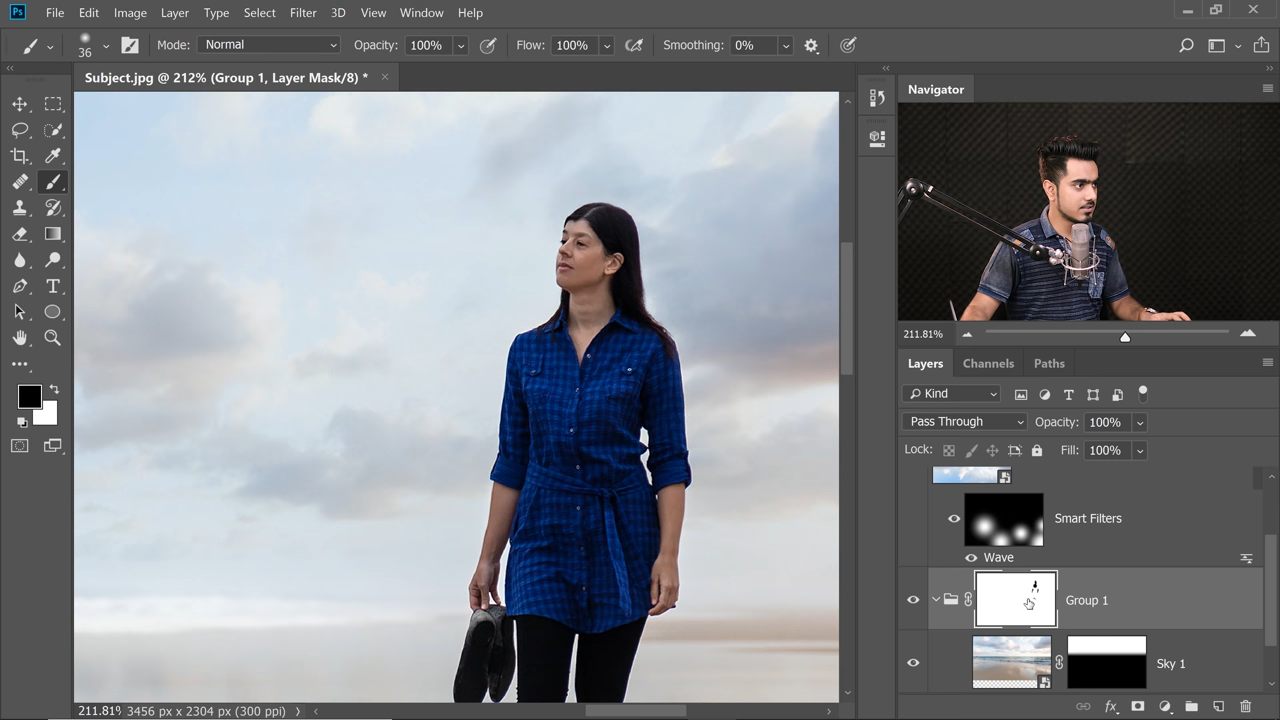 Ps File Edit Image Layer Type Select Filter 3D View Window Help
36 Mode: Normal Opacity: 100% Flow: 100% Smoothing: 0%
Subject.jpg @ 212% (Group 1, Layer Mask/8) *
Navigator
211.81%
Layers Channels Paths
Kind
Pass Through Opacity: 100%
Lock: Fill: 100%
Smart Filters
Wave
Group 1
Sky 1
211.81% 3456 px x 2304 px (300 ppi)